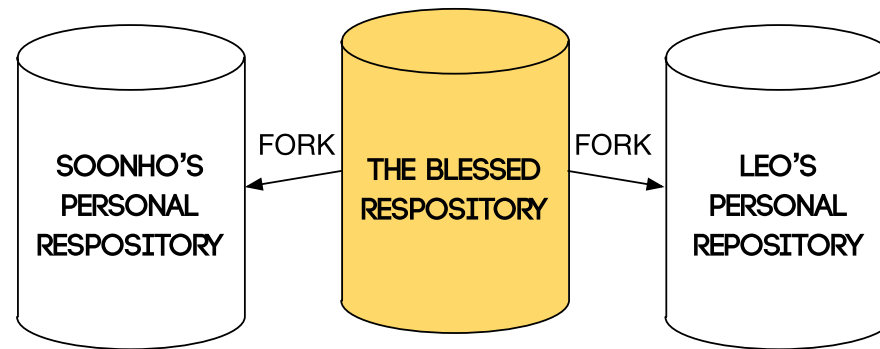 SOONHO'S
PERSONAL
RESPOSITORY
FORK
THE BLESSED
RESPOSITORY
FORK
LEO'S
PERSONAL
REPOSITORY